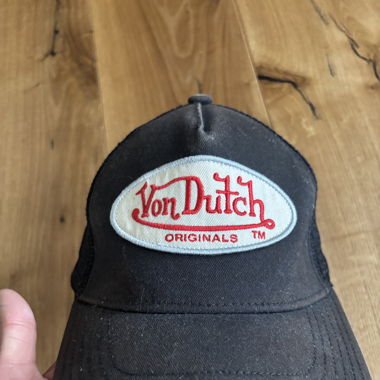 Von Dutch
ORIGINALS TM